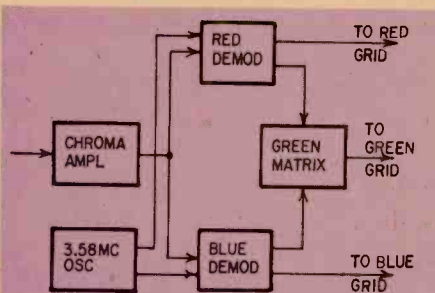 RED
DEMOD
TO RED
GRID
CHROMA
AMPL
GREEN
MATRIX
TO
GREEN
GRID
3.58MC
OSC
BLUE
DEMOD
TO BLUE
GRID